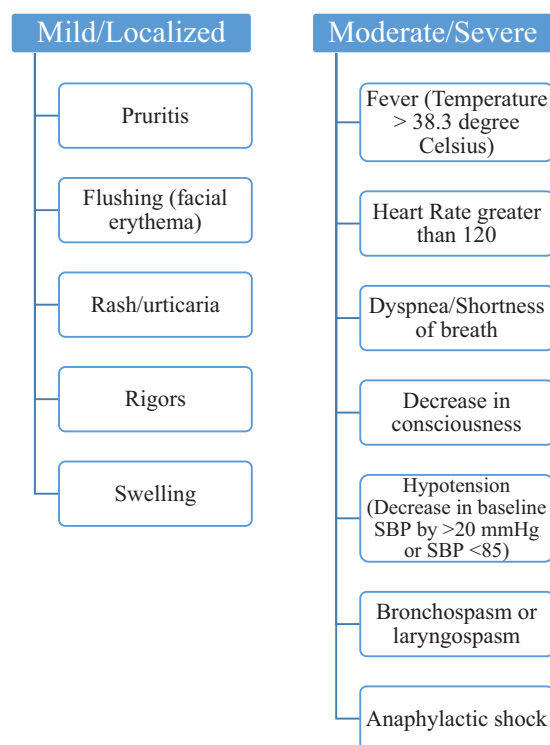 Mild/Localized
Pruritis
Flushing (facial
erythema)
Rash/urticaria
Rigors
Swelling
Moderate/Severe
Fever (Temperature
> 38.3 degree
Celsius)
Heart Rate greater
than 120
Dyspnea/Shortness
of breath
Decrease in
consciousness
Hypotension
(Decrease in baseline
SBP by >20 mmHg
or SBP <85)
Bronchospasm or
laryngospasm
Anaphylactic shock